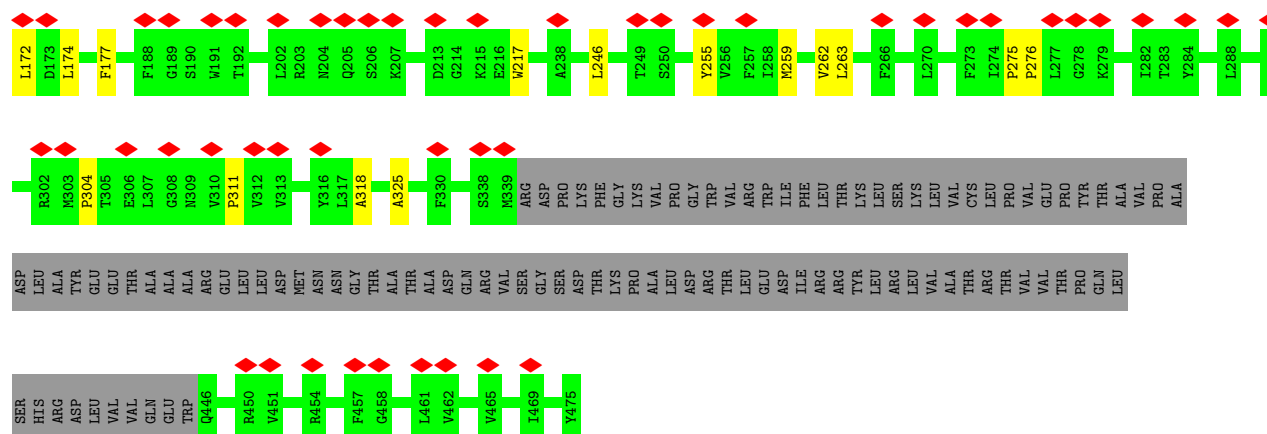 L172 D173 L174 F177 F188 G189 S190 W191 T192 L202 R203 N204 Q205 S206 K207 D213 G214 K215 E216 W217 A238 L246 T249 S250 Y255 V256 F257 I258 M259 V262 L263 F266 L270 F273 I274 P275 P276 L277 G278 K279 I282 T283 Y284 L288
R302 M303 P304 T305 E306 L307 G308 N309 V310 P311 V312 V313 Y316 L317 A318 A325 F330 S338 M339 ARG ASP PRO LYS PHE GLY LYS VAL PRO GLY TRP VAL ARG TRP ILE PHE LEU THR LYS LEU SER LYS LEU VAL CYS LEU PRO VAL GLU PRO TYR THR ALA VAL PRO ALA
ASP LEU ALA TYR GLU GLU THR ALA ALA ALA ARG GLU LEU LEU ASP MET ASN ASN GLY THR ALA THR ALA ASP GLN ARG VAL SER GLY SER ASP THR LYS PRO ALA LEU ASP ARG THR LEU GLU ASP ILE ARG ARG TYR LEU ARG LEU VAL ALA THR ARG THR VAL VAL THR PRO GLN LEU
SER HIS ARG ASP LEU VAL VAL GLN GLU TRP Q446 R450 V451 R454 F457 G458 L461 V462 V465 I469 Y475